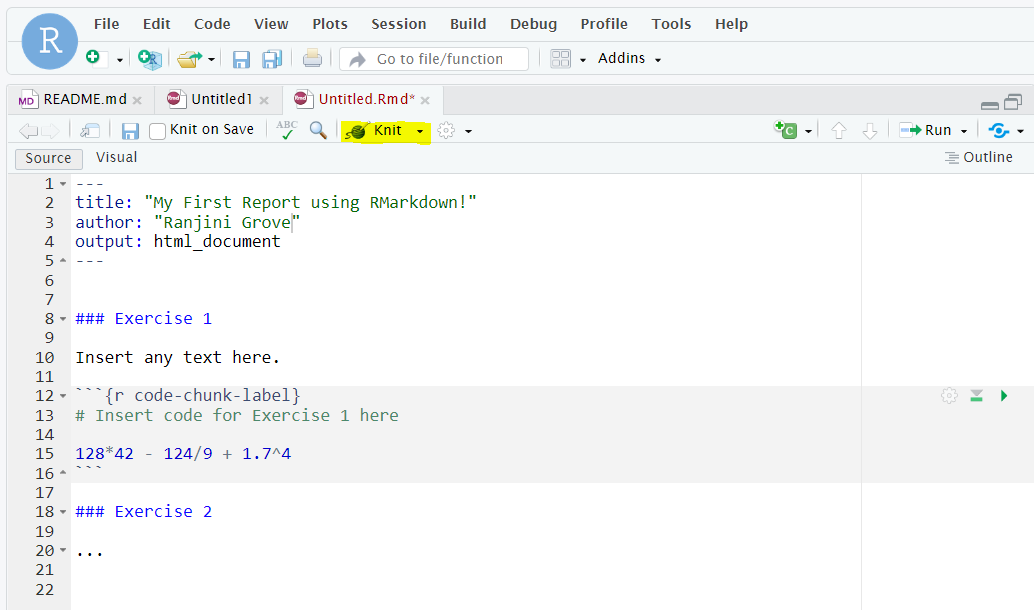 R File Edit Code View Plots Session Build Debug Profile Tools Help
R Go to file/function Addins
MD README.md Rmd Untitled1 Rmd Untitled.Rmd*
Knit on Save ABC Knit C Run
Source Visual Outline
1 ---
2 title: "My First Report using RMarkdown!"
3 author: "Ranjini Grove"
4 output: html_document
5 ---
6
7
8 ### Exercise 1
9
10 Insert any text here.
11
12 ```{r code-chunk-label}
13 # Insert code for Exercise 1 here
14
15 128*42 - 124/9 + 1.7^4
16 ```
17
18 ### Exercise 2
19
20 ...
21
22